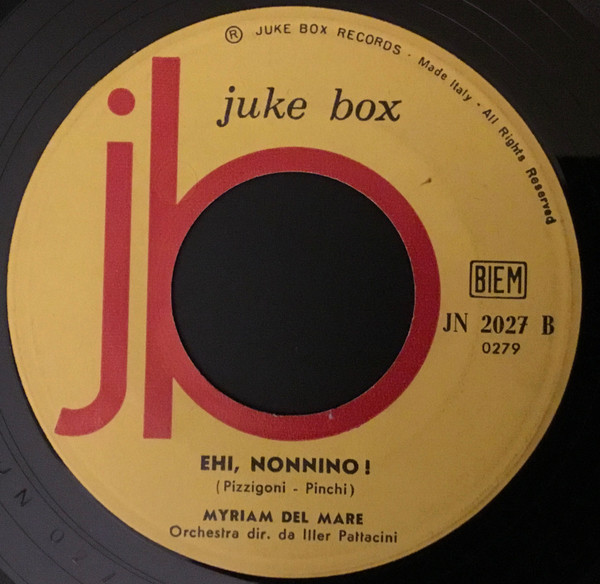 ® JUKE BOX RECORDS · Made Italy · All Rights Reserved
juke box
jb
BIEM
JN 2027 B
0279
EHI, NONNINO!
(Pizzigoni - Pinchi)
MYRIAM DEL MARE
Orchestra dir. da Iller Pattacini